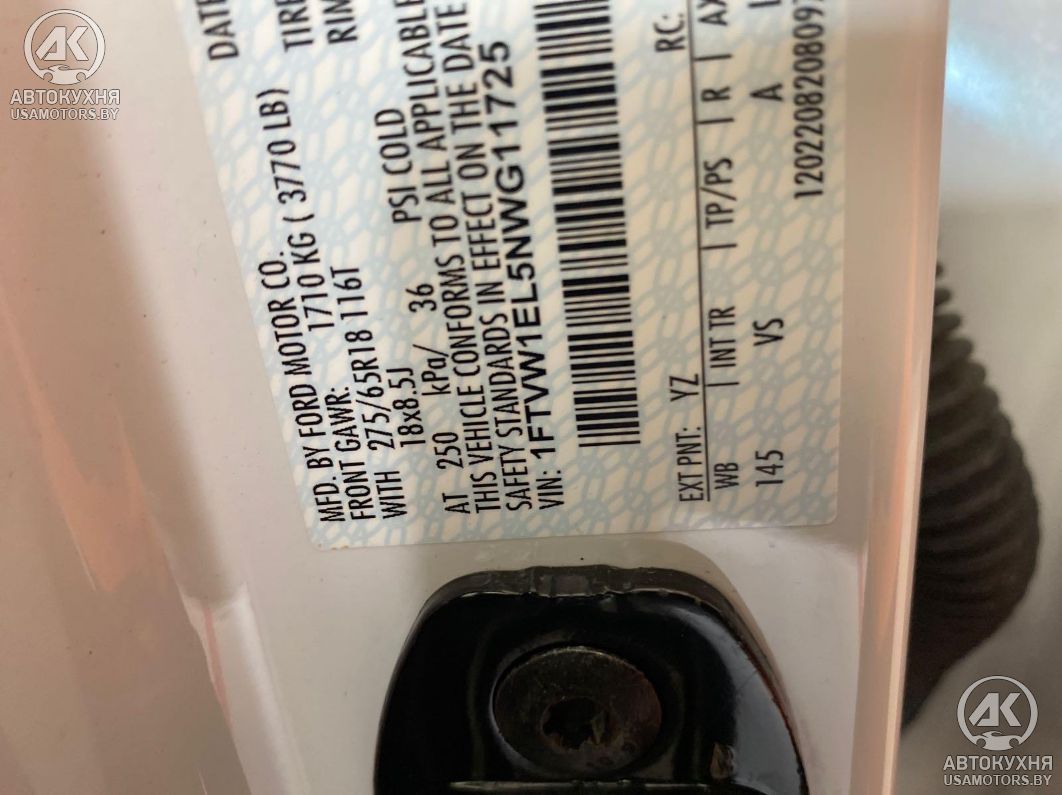 MFD. BY FORD MOTOR CO.
DATE
FRONT GAWR: 1710 KG ( 3770 LB)
WITH 275/65R18 116T TIRE
18x8.5J RIM
AT 250 kPa/ 36 PSI COLD
THIS VEHICLE CONFORMS TO ALL APPLICABLE
SAFETY STANDARDS IN EFFECT ON THE DATE
VIN: 1FTVW1EL5NWG11725
EXT PNT: YZ RC:
WB | INT TR | TP/PS | R | AX
145 VS A
1202208208097
AK
АВТОКУХНЯ
USAMOTORS.BY
AK
АВТОКУХНЯ
USAMOTORS.BY